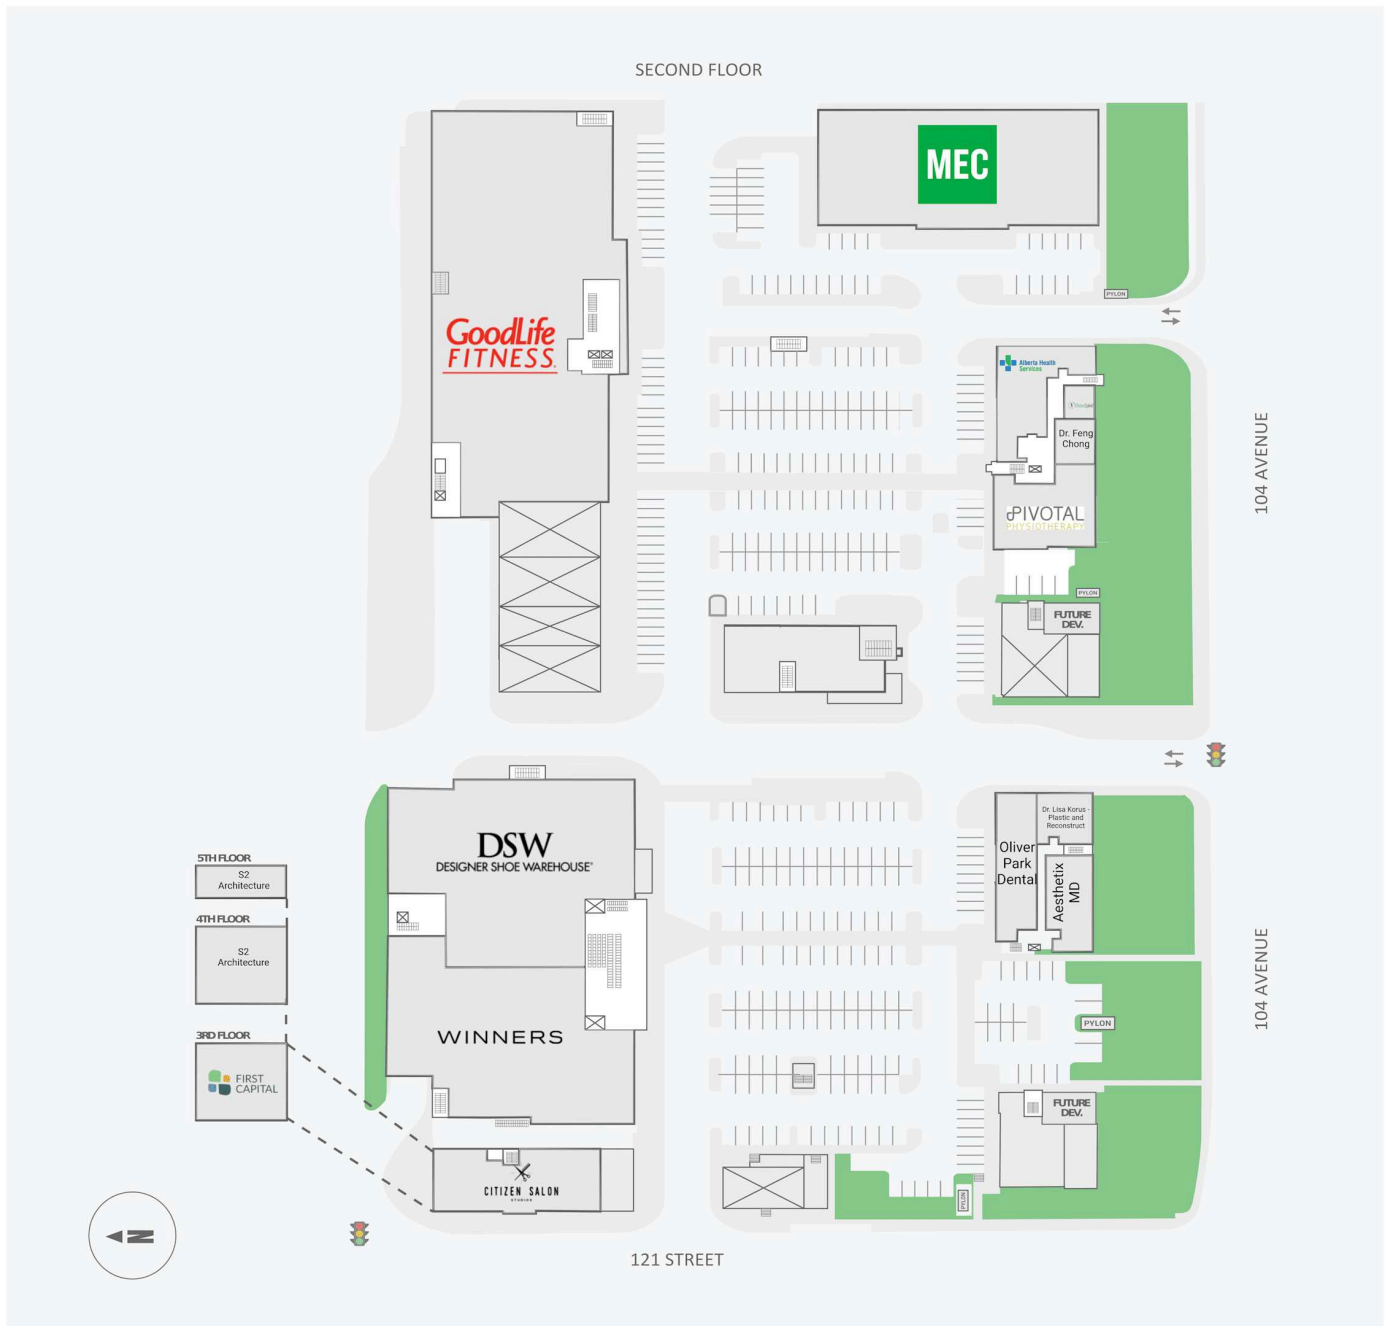 SECOND FLOOR
MEC
PYLON
GoodLife
FITNESS
Alberta Health
Services
Dr. Feng
Chong
104 AVENUE
PIVOTAL
PHYSIOTHERAPY
PYLON
FUTURE
DEV.
DSW
DESIGNER SHOE WAREHOUSE
Dr. Lisa Korus -
Plastic and
Reconstruct
Oliver
Park
Dental
Aesthetix
MD
5TH FLOOR
S2
Architecture
4TH FLOOR
S2
Architecture
104 AVENUE
WINNERS
PYLON
3RD FLOOR
FIRST
CAPITAL
FUTURE
DEV.
CITIZEN SALON
STUDIOS
PYLON
N
121 STREET